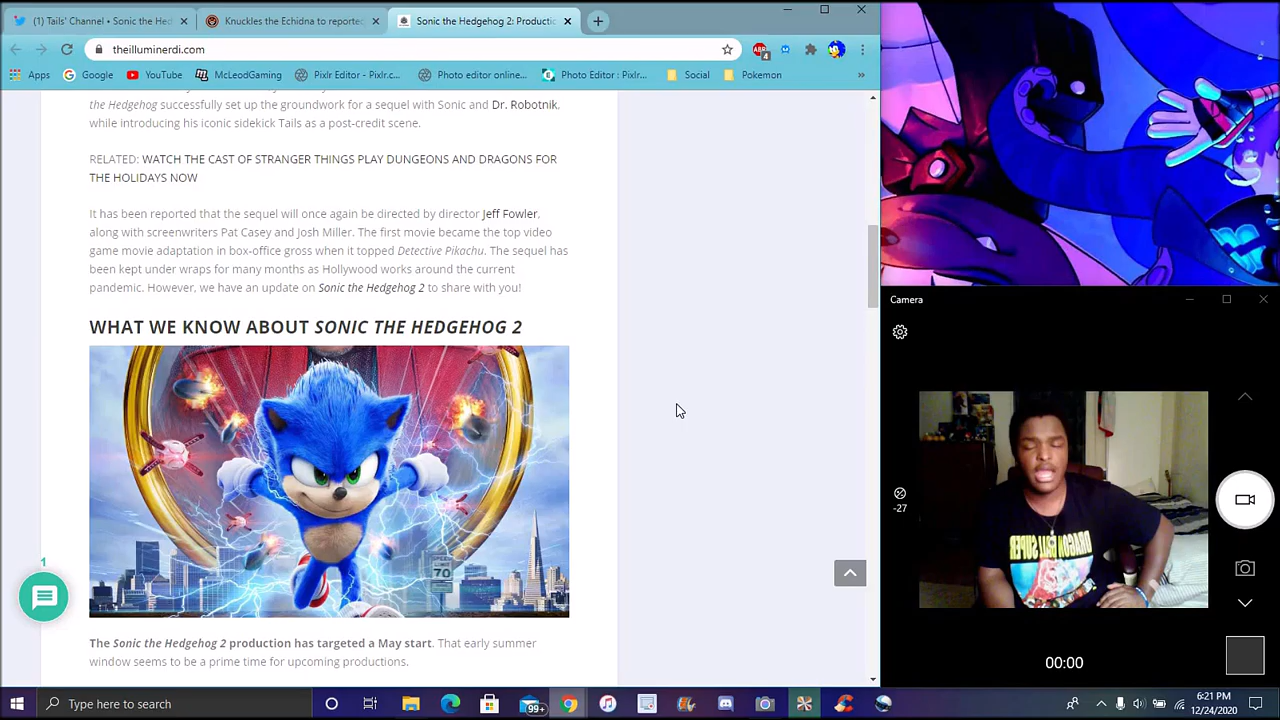 (1) Tails' Channel • Sonic the Hed
Knuckles the Echidna to reported
Sonic the Hedgehog 2: Productio
theilluminerdi.com
4
Apps
Google
YouTube
McLeodGaming
Pixlr Editor - Pixlr.c...
Photo editor online...
Photo Editor : Pixlr...
Social
Pokemon
»
the Hedgehog successfully set up the groundwork for a sequel with Sonic and Dr. Robotnik,
while introducing his iconic sidekick Tails as a post-credit scene.
RELATED: WATCH THE CAST OF STRANGER THINGS PLAY DUNGEONS AND DRAGONS FOR
THE HOLIDAYS NOW
It has been reported that the sequel will once again be directed by director Jeff Fowler,
along with screenwriters Pat Casey and Josh Miller. The first movie became the top video
game movie adaptation in box-office gross when it topped Detective Pikachu. The sequel has
been kept under wraps for many months as Hollywood works around the current
pandemic. However, we have an update on Sonic the Hedgehog 2 to share with you!
WHAT WE KNOW ABOUT SONIC THE HEDGEHOG 2
70
1
The Sonic the Hedgehog 2 production has targeted a May start. That early summer
window seems to be a prime time for upcoming productions.
Camera
-27
DRAGON BALL SUPER
00:00
Type here to search
99+
6:21 PM
12/24/2020